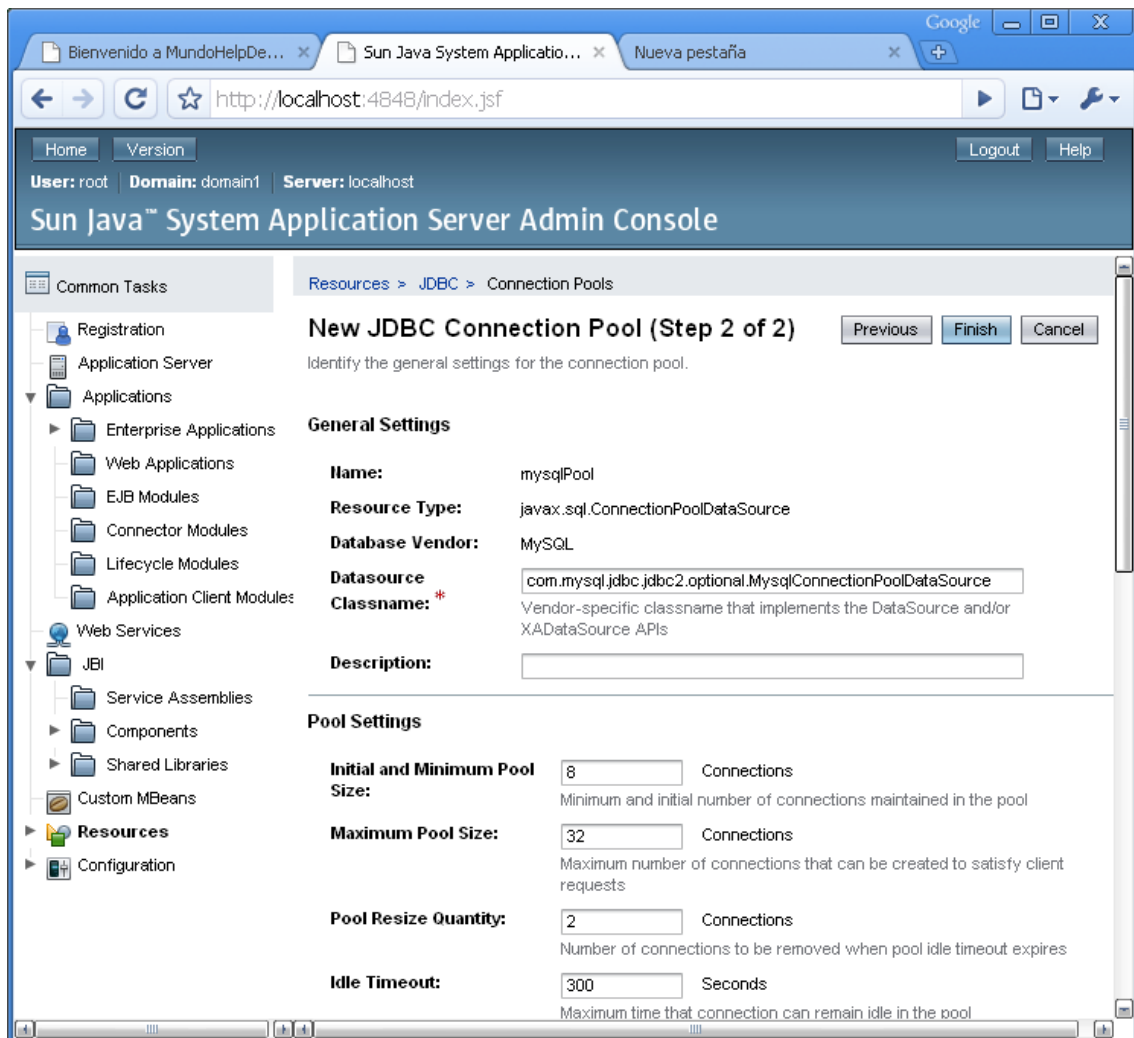 Google
Bienvenido a MundoHelpDe...
Sun Java System Applicatio...
Nueva pestaña
http://localhost:4848/index.jsf
Home Version Logout Help
User: root Domain: domain1 Server: localhost
Sun Java™ System Application Server Admin Console
Common Tasks
Registration
Application Server
Applications
Enterprise Applications
Web Applications
EJB Modules
Connector Modules
Lifecycle Modules
Application Client Modules
Web Services
JBI
Service Assemblies
Components
Shared Libraries
Custom MBeans
Resources
Configuration
Resources > JDBC > Connection Pools
New JDBC Connection Pool (Step 2 of 2)
Previous Finish Cancel
Identify the general settings for the connection pool.
General Settings
Name: mysqlPool
Resource Type: javax.sql.ConnectionPoolDataSource
Database Vendor: MySQL
Datasource Classname: * com.mysql.jdbc.jdbc2.optional.MysqlConnectionPoolDataSource
Vendor-specific classname that implements the DataSource and/or
XADataSource APIs
Description:
Pool Settings
Initial and Minimum Pool Size: 8 Connections
Minimum and initial number of connections maintained in the pool
Maximum Pool Size: 32 Connections
Maximum number of connections that can be created to satisfy client
requests
Pool Resize Quantity: 2 Connections
Number of connections to be removed when pool idle timeout expires
Idle Timeout: 300 Seconds
Maximum time that connection can remain idle in the pool